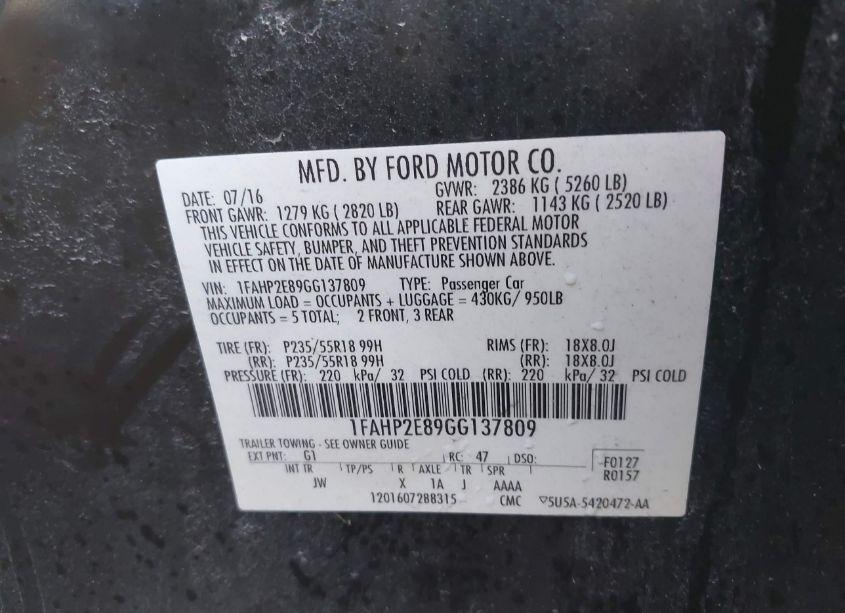 MFD. BY FORD MOTOR CO.
DATE: 07/16 GVWR: 2386 KG ( 5260 LB)
FRONT GAWR: 1279 KG ( 2820 LB) REAR GAWR: 1143 KG ( 2520 LB)
THIS VEHICLE CONFORMS TO ALL APPLICABLE FEDERAL MOTOR
VEHICLE SAFETY, BUMPER, AND THEFT PREVENTION STANDARDS
IN EFFECT ON THE DATE OF MANUFACTURE SHOWN ABOVE.
VIN: 1FAHP2E89GG137809 TYPE: Passenger Car
MAXIMUM LOAD = OCCUPANTS + LUGGAGE = 430KG/ 950LB
OCCUPANTS = 5 TOTAL; 2 FRONT, 3 REAR
TIRE (FR): P235/55R18 99H RIMS (FR): 18X8.0J
(RR): P235/55R18 99H (RR): 18X8.0J
PRESSURE (FR): 220 kPa/ 32 PSI COLD (RR): 220 kPa/ 32 PSI COLD
1FAHP2E89GG137809
TRAILER TOWING - SEE OWNER GUIDE
EXT PNT: G1 RC: 47 DSO: F0127
INT TR TP/PS R AXLE TR SPR R0157
JW X 1A J AAAA
1201607288315 CMC ▽5U5A-5420472-AA